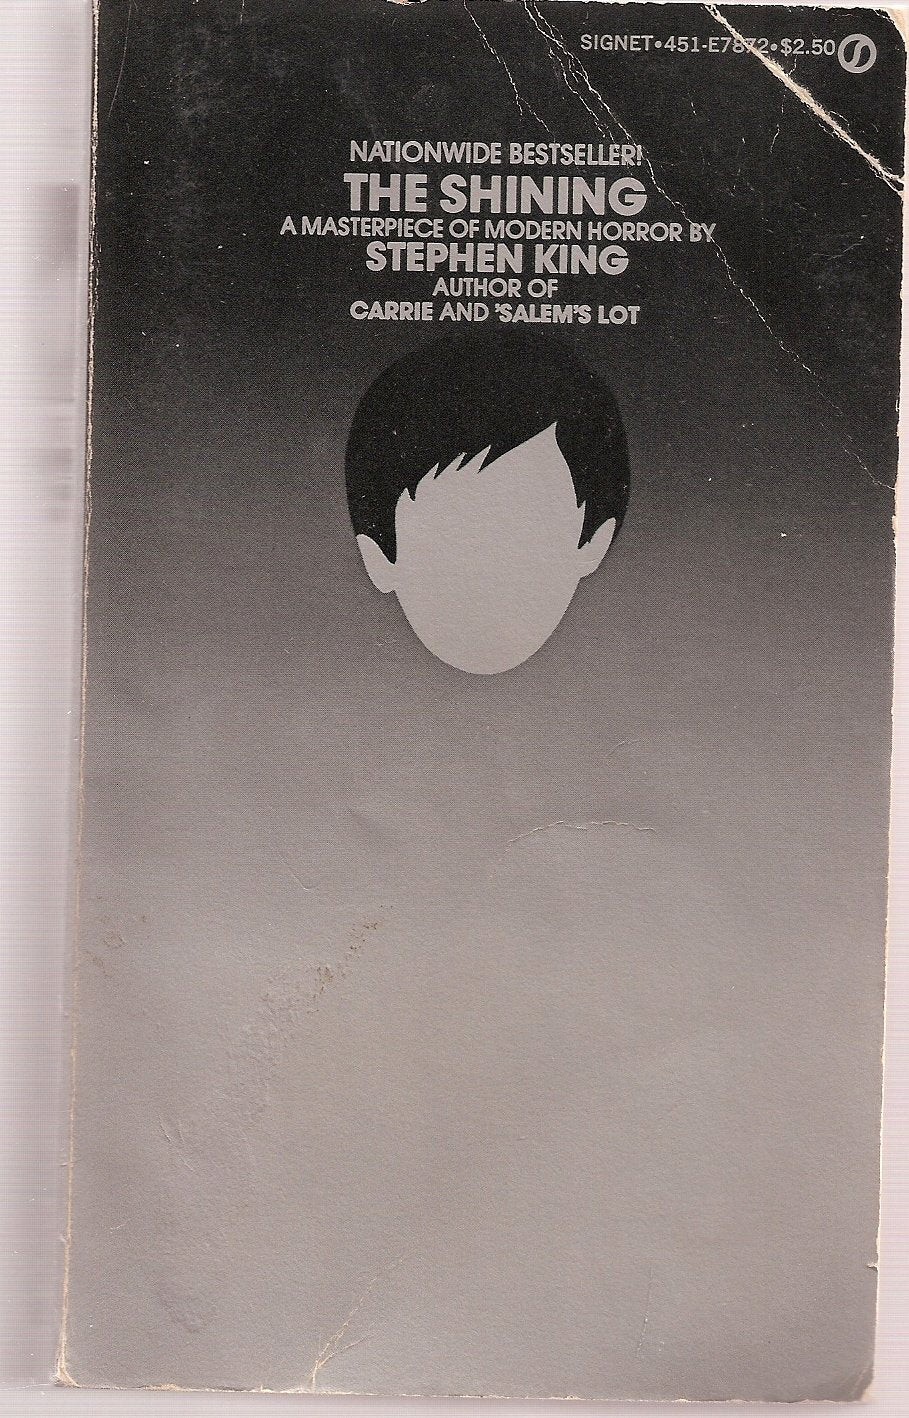 SIGNET•451-E7872•$2.50
NATIONWIDE BESTSELLER!
THE SHINING
A MASTERPIECE OF MODERN HORROR BY
STEPHEN KING
AUTHOR OF
CARRIE AND 'SALEM'S LOT